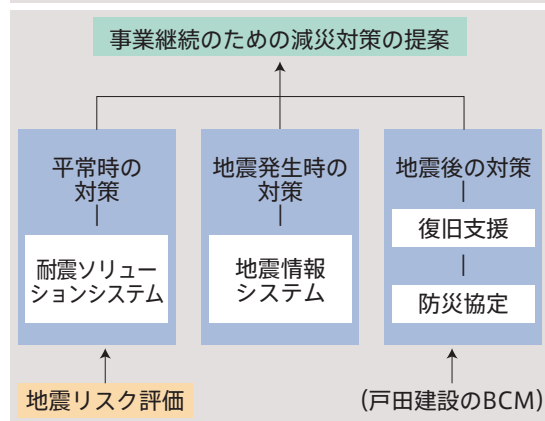 事業継続のための減災対策の提案
平常時の
対策
耐震ソリュー
ションシステム
地震発生時の
対策
地震情報
システム
地震後の対策
復旧支援
防災協定
地震リスク評価
(戸田建設のBCM)